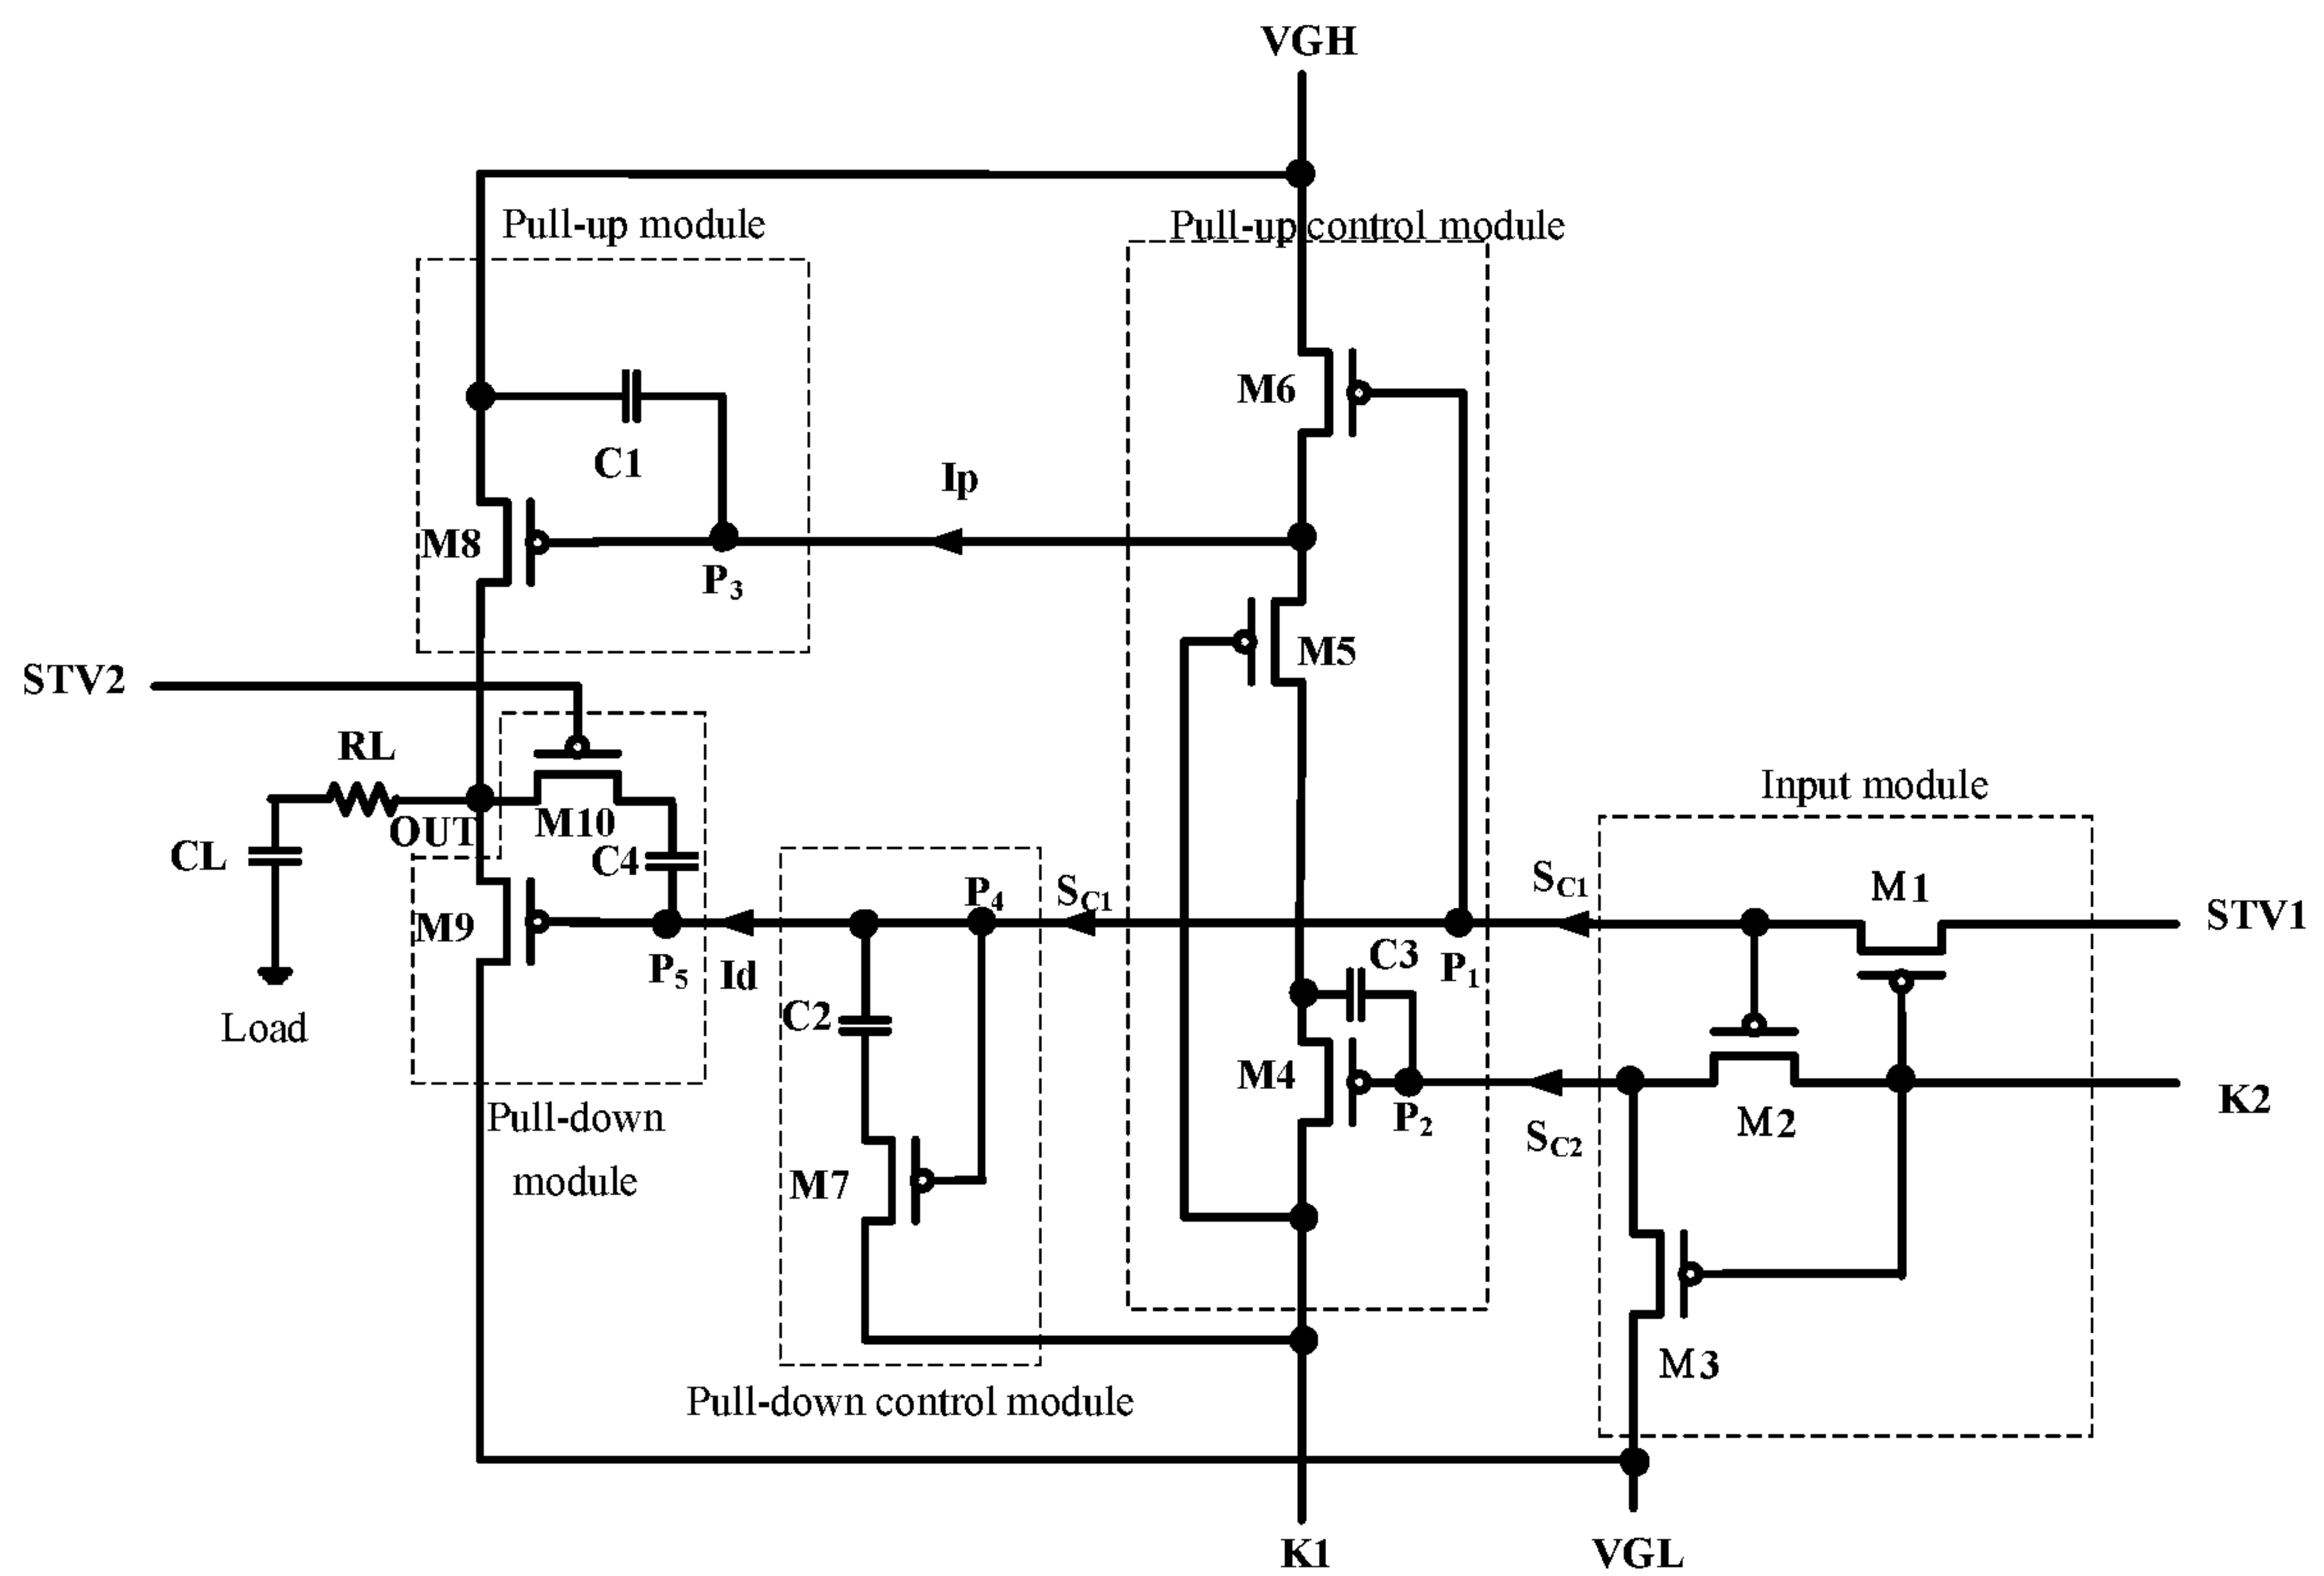 VGH
Pull-up module
Pull-up control module
M6
C1
Ip
M8
P3
M5
STV2
RL
Input module
M10
OUT
CL
C4
P4
SC1
SC1
M1
STV1
M9
P5
Id
C3
P1
C2
Load
M4
P2
M2
K2
SC2
Pull-down
module
M7
M3
Pull-down control module
K1
VGL